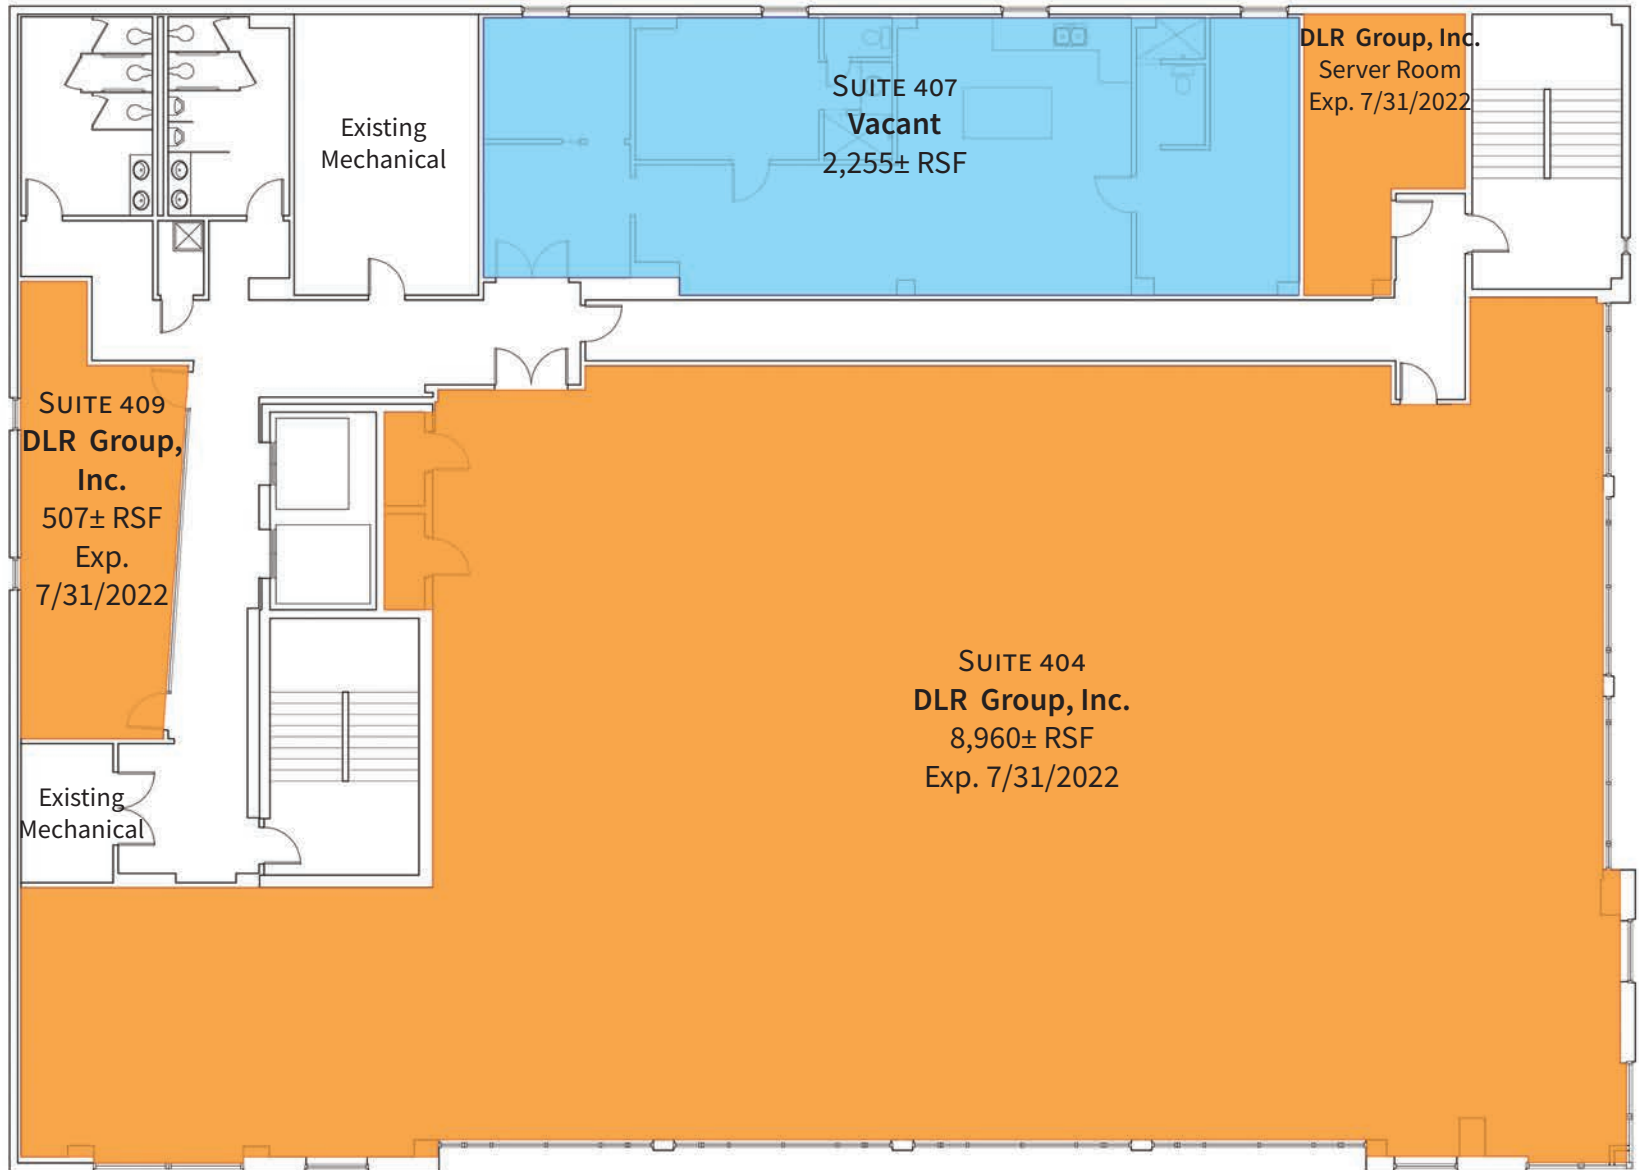 DLR Group, Inc.
Server Room
Exp. 7/31/2022
SUITE 407
Vacant
2,255± RSF
Existing
Mechanical
SUITE 409
DLR Group,
Inc.
507± RSF
Exp.
7/31/2022
SUITE 404
DLR Group, Inc.
8,960± RSF
Exp. 7/31/2022
Existing
Mechanical